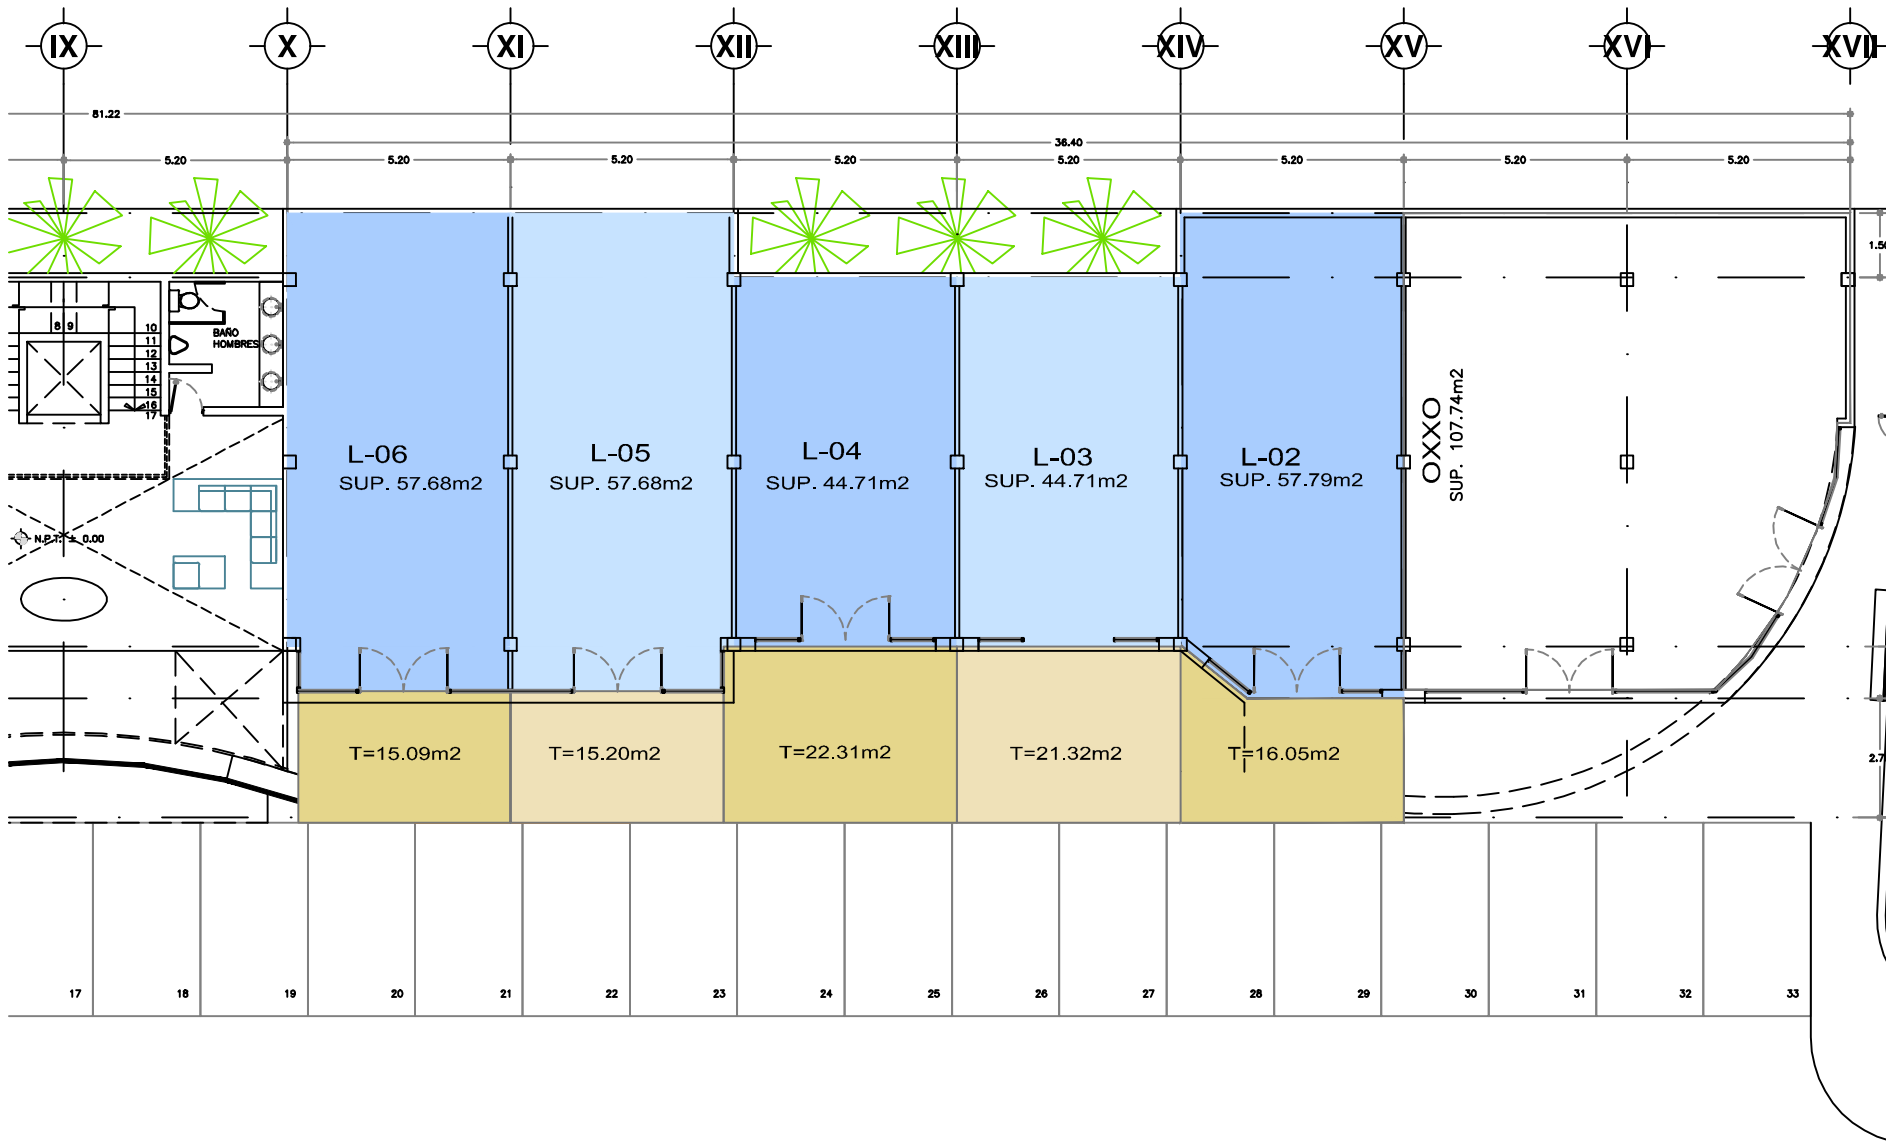 IX X XI XII XIII XIV XV XVI XVII
81.22
36.40
5.20 5.20 5.20 5.20 5.20 5.20 5.20 5.20
8 9
10
11
12
13
14
15
16
17
BAÑO
HOMBRES
N.P.T. ± 0.00
L-06
SUP. 57.68m2
L-05
SUP. 57.68m2
L-04
SUP. 44.71m2
L-03
SUP. 44.71m2
L-02
SUP. 57.79m2
OXXO
SUP. 107.74m2
T=15.09m2
T=15.20m2
T=22.31m2
T=21.32m2
T=16.05m2
17 18 19 20 21 22 23 24 25 26 27 28 29 30 31 32 33